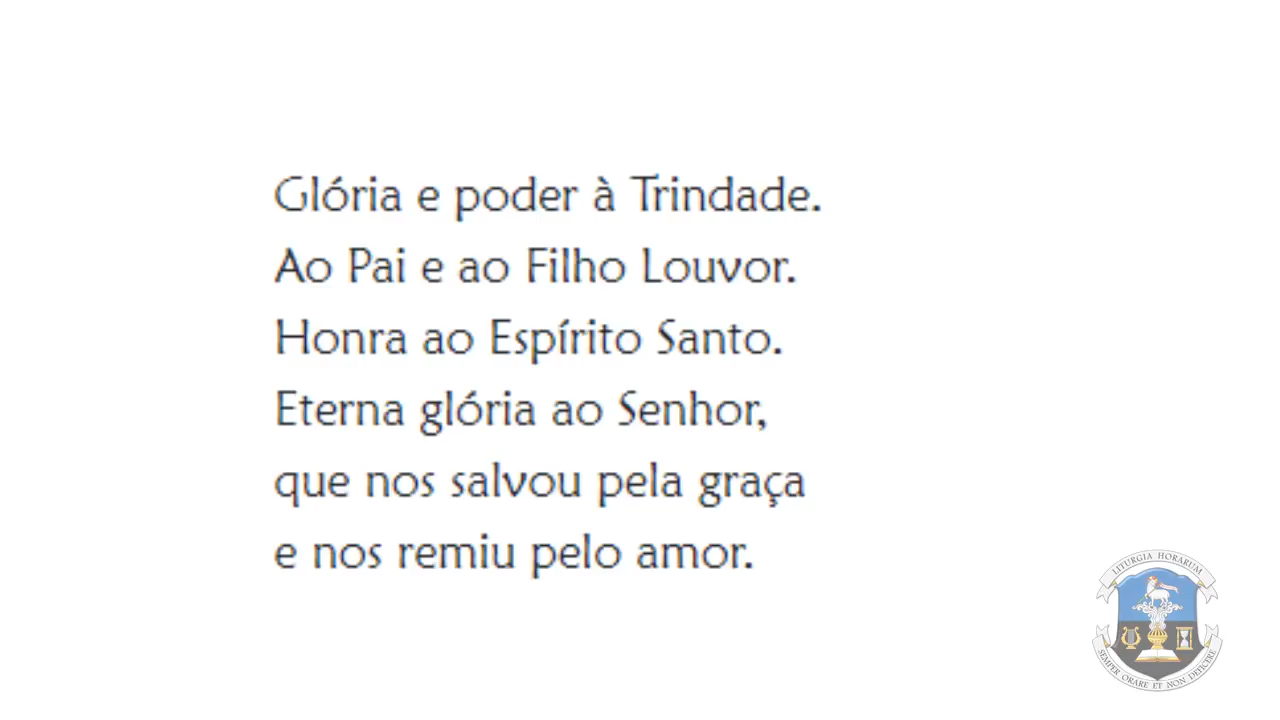 Glória e poder à Trindade.
Ao Pai e ao Filho Louvor.
Honra ao Espírito Santo.
Eterna glória ao Senhor,
que nos salvou pela graça
e nos remiu pelo amor.
LITURGIA HORARUM
SEMPER ORARE ET NON DEFICERE